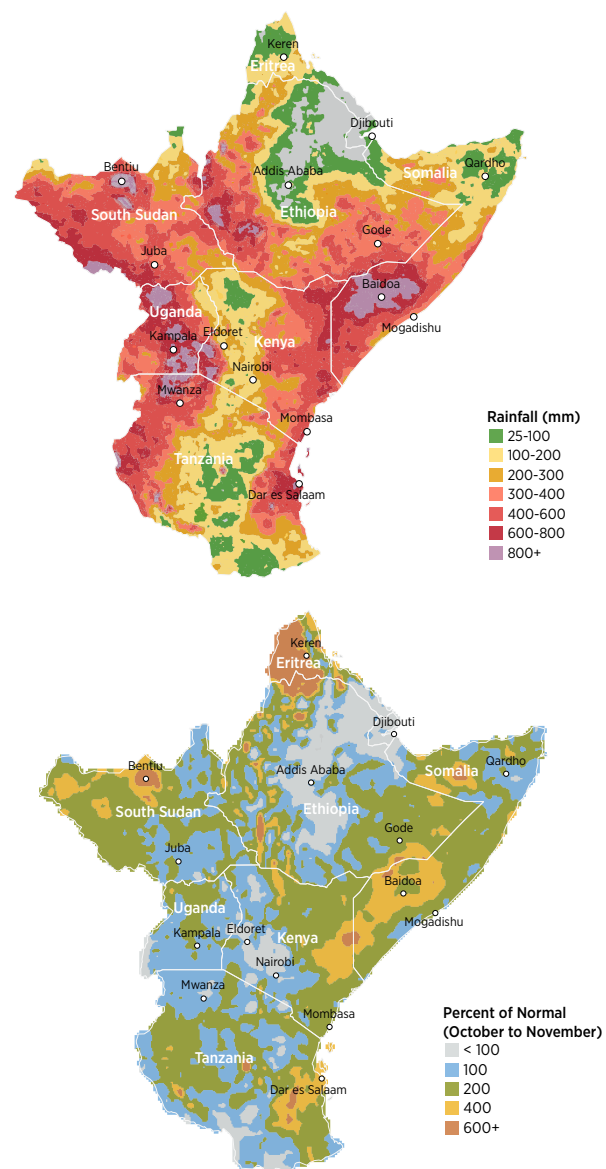 Keren
Eritrea
Djibouti
Bentiu
Addis Ababa
Somalia
Qardho
South Sudan
Ethiopia
Gode
Juba
Baidoa
Uganda
Mogadishu
Kampala
Eldoret
Kenya
Nairobi
Mwanza
Mombasa
Tanzania
Dar es Salaam
Rainfall (mm)
25-100
100-200
200-300
300-400
400-600
600-800
800+
Keren
Eritrea
Djibouti
Bentiu
Addis Ababa
Somalia
Qardho
South Sudan
Ethiopia
Gode
Juba
Baidoa
Uganda
Mogadishu
Kampala
Eldoret
Kenya
Nairobi
Mwanza
Mombasa
Tanzania
Dar es Salaam
Percent of Normal
(October to November)
< 100
100
200
400
600+